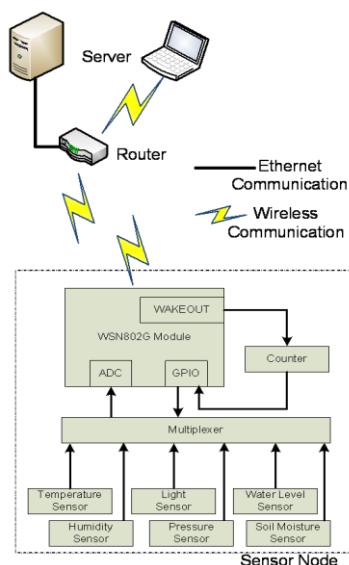 Server
Router
Ethernet
Communication
Wireless
Communication
WAKEOUT
WSN802G Module
Counter
ADC
GPIO
Multiplexer
Temperature
Sensor
Light
Sensor
Water Level
Sensor
Humidity
Sensor
Pressure
Sensor
Soil Moisture
Sensor
Sensor Node